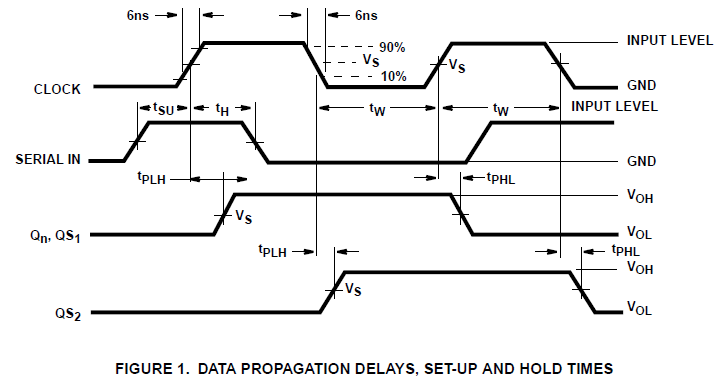 6ns 6ns
90%
VS
10%
VS
INPUT LEVEL
CLOCK
GND
tSU tH tW tW
INPUT LEVEL
SERIAL IN
GND
tPLH
tPHL
VOH
VS
Qn, QS1
VOL
tPLH
tPHL
VOH
VS
QS2
VOL
FIGURE 1. DATA PROPAGATION DELAYS, SET-UP AND HOLD TIMES